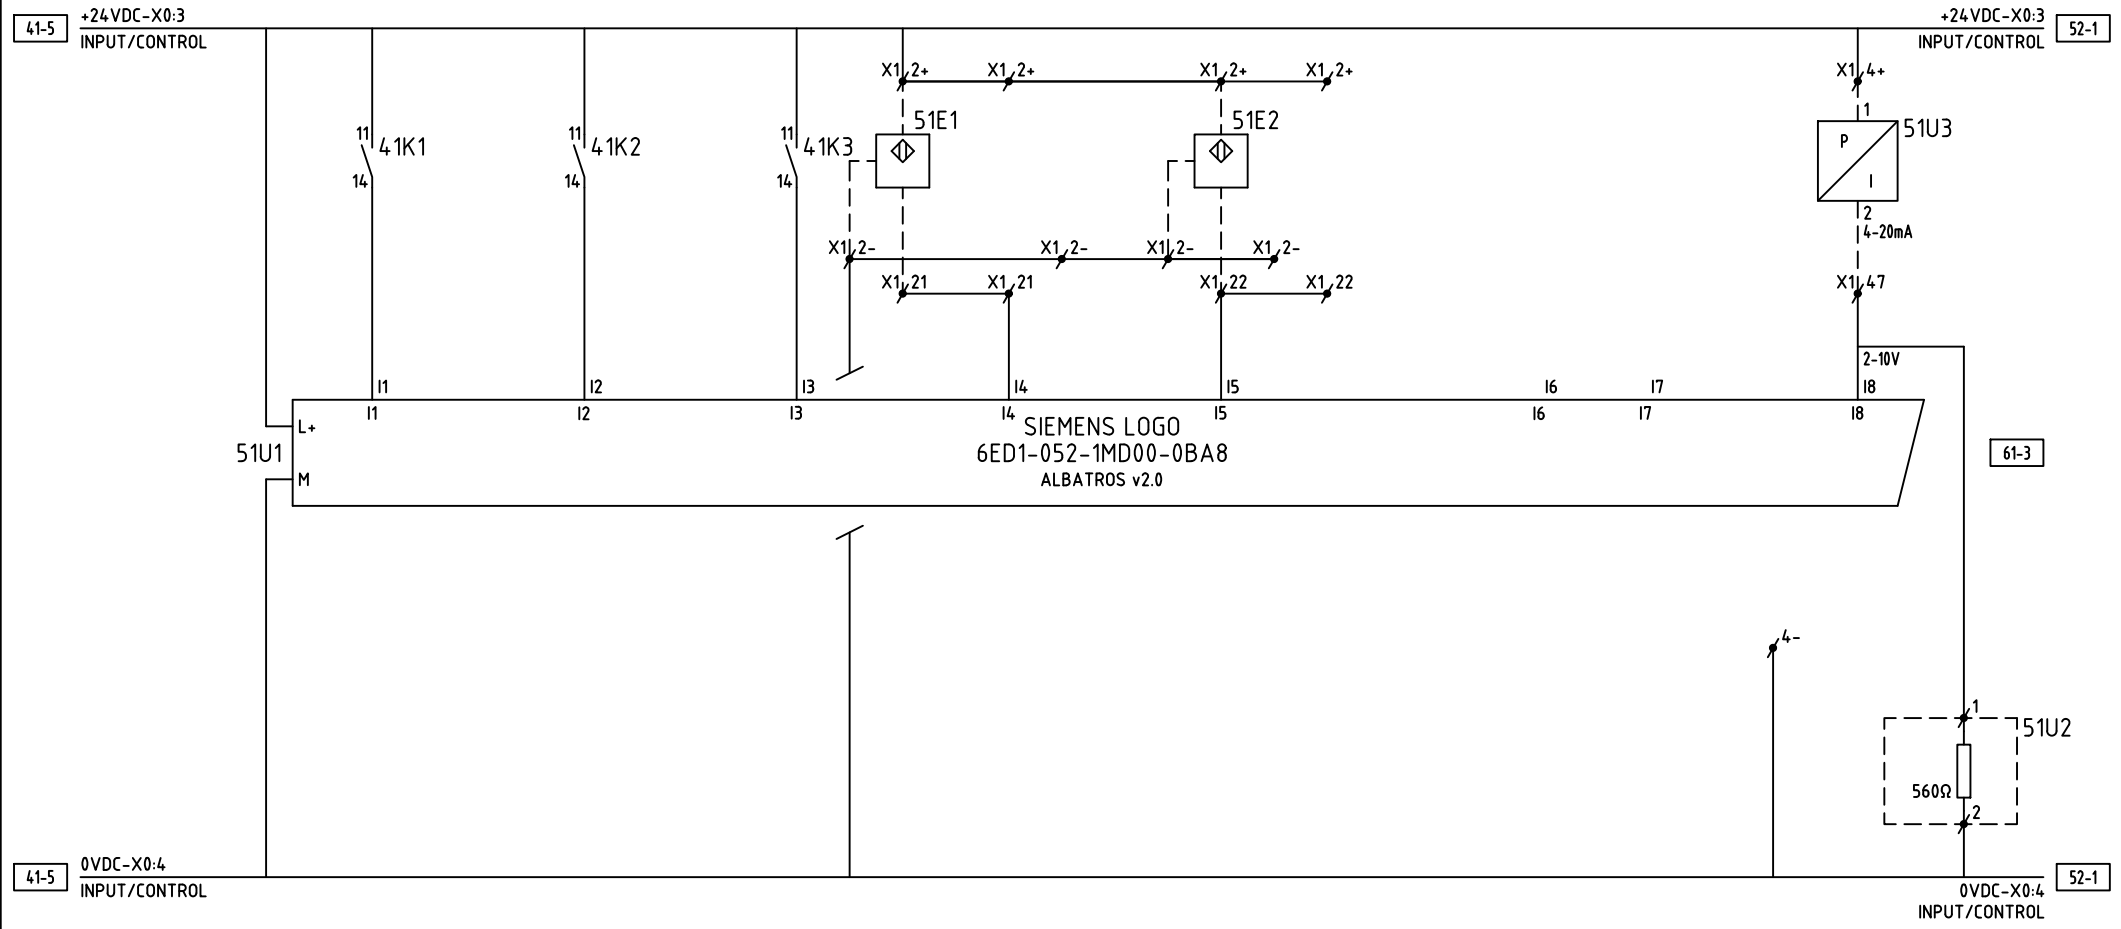 +24VDC-X0:3
41-5
INPUT/CONTROL
+24VDC-X0:3
52-1
INPUT/CONTROL
X1 2+
X1 2+
X1 2+
X1 2+
X1 4+
1
51E1
51E2
51U3
P
I
11
41K1
14
11
41K2
14
11
41K3
14
2
4-20mA
X1 2-
X1 2-
X1 2-
X1 2-
X1 21
X1 21
X1 22
X1 22
X1 47
2-10V
I1
I2
I3
I4
I5
I6
I7
I8
I1
I2
I3
I4
I5
I6
I7
I8
L+
51U1
M
SIEMENS LOGO
6ED1-052-1MD00-0BA8
ALBATROS v2.0
61-3
4-
1
51U2
560Ω
2
0VDC-X0:4
41-5
INPUT/CONTROL
52-1
0VDC-X0:4
INPUT/CONTROL